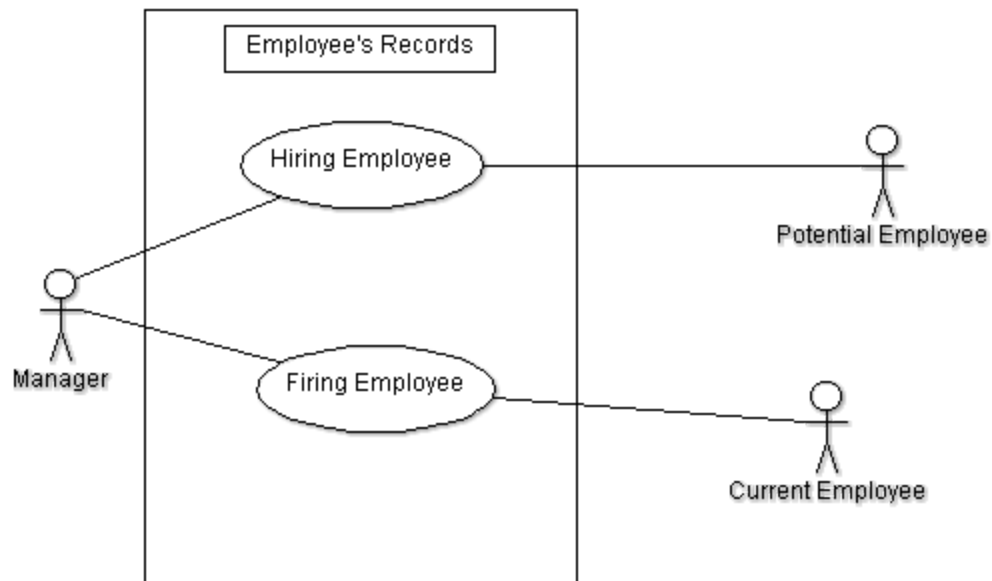 Employee's Records
Hiring Employee
Potential Employee
Manager
Firing Employee
Current Employee